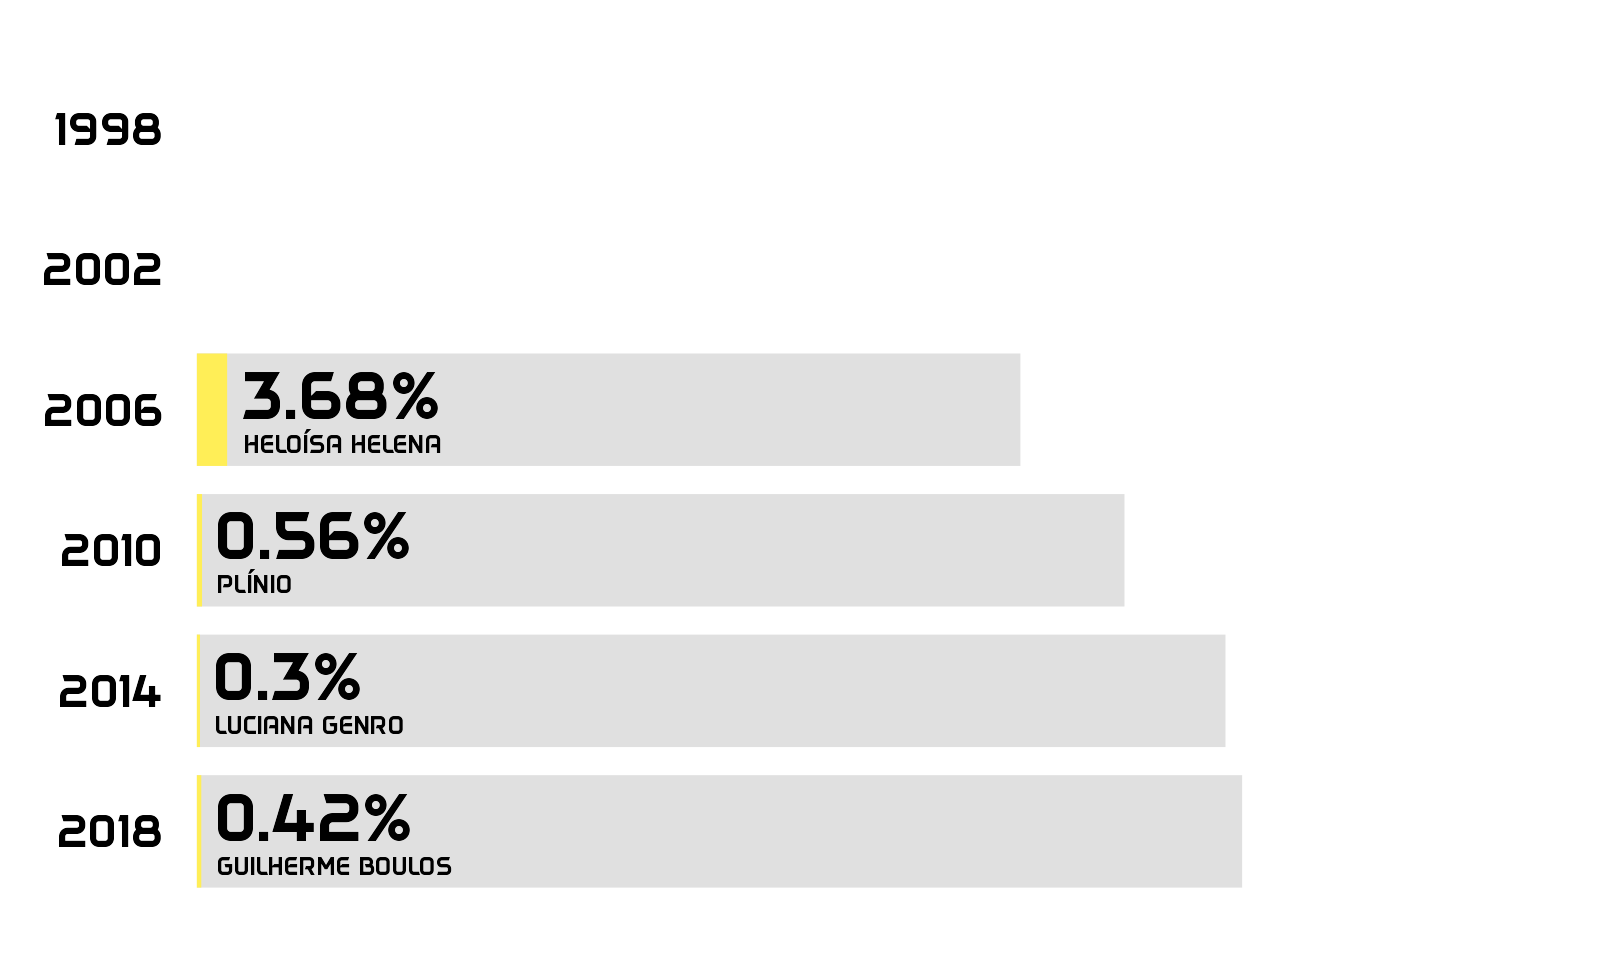 1998
2002
2006
3.68%
HELOÍSA HELENA
2010
0.56%
PLÍNIO
2014
0.3%
LUCIANA GENRO
2018
0.42%
GUILHERME BOULOS